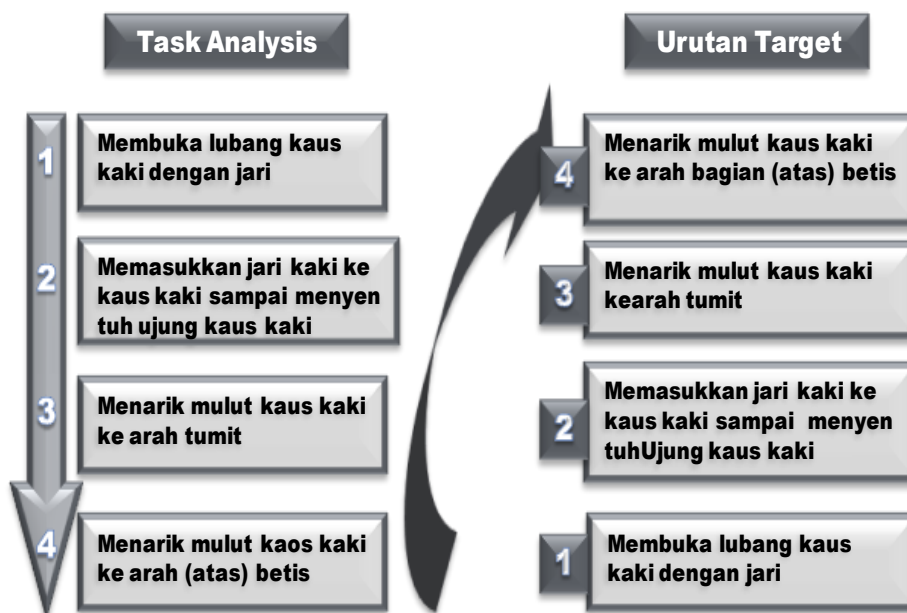 Task Analysis
1
Membuka lubang kaus
kaki dengan jari
2
Memasukkan jari kaki ke
kaus kaki sampai menyen
tuh ujung kaus kaki
3
Menarik mulut kaus kaki
ke arah tumit
4
Menarik mulut kaos kaki
ke arah (atas) betis
Urutan Target
4
Menarik mulut kaus kaki
ke arah bagian (atas) betis
3
Menarik mulut kaus kaki
kearah tumit
2
Memasukkan jari kaki ke
kaus kaki sampai menyen
tuhUjung kaus kaki
1
Membuka lubang kaus
kaki dengan jari